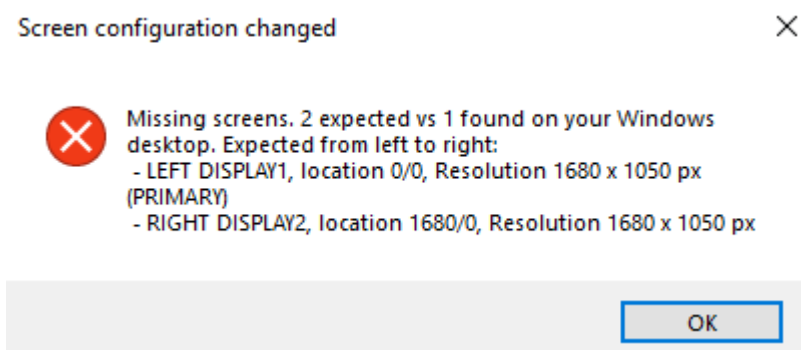 Screen configuration changed
Missing screens. 2 expected vs 1 found on your Windows
desktop. Expected from left to right:
- LEFT DISPLAY1, location 0/0, Resolution 1680 x 1050 px
(PRIMARY)
- RIGHT DISPLAY2, location 1680/0, Resolution 1680 x 1050 px
OK